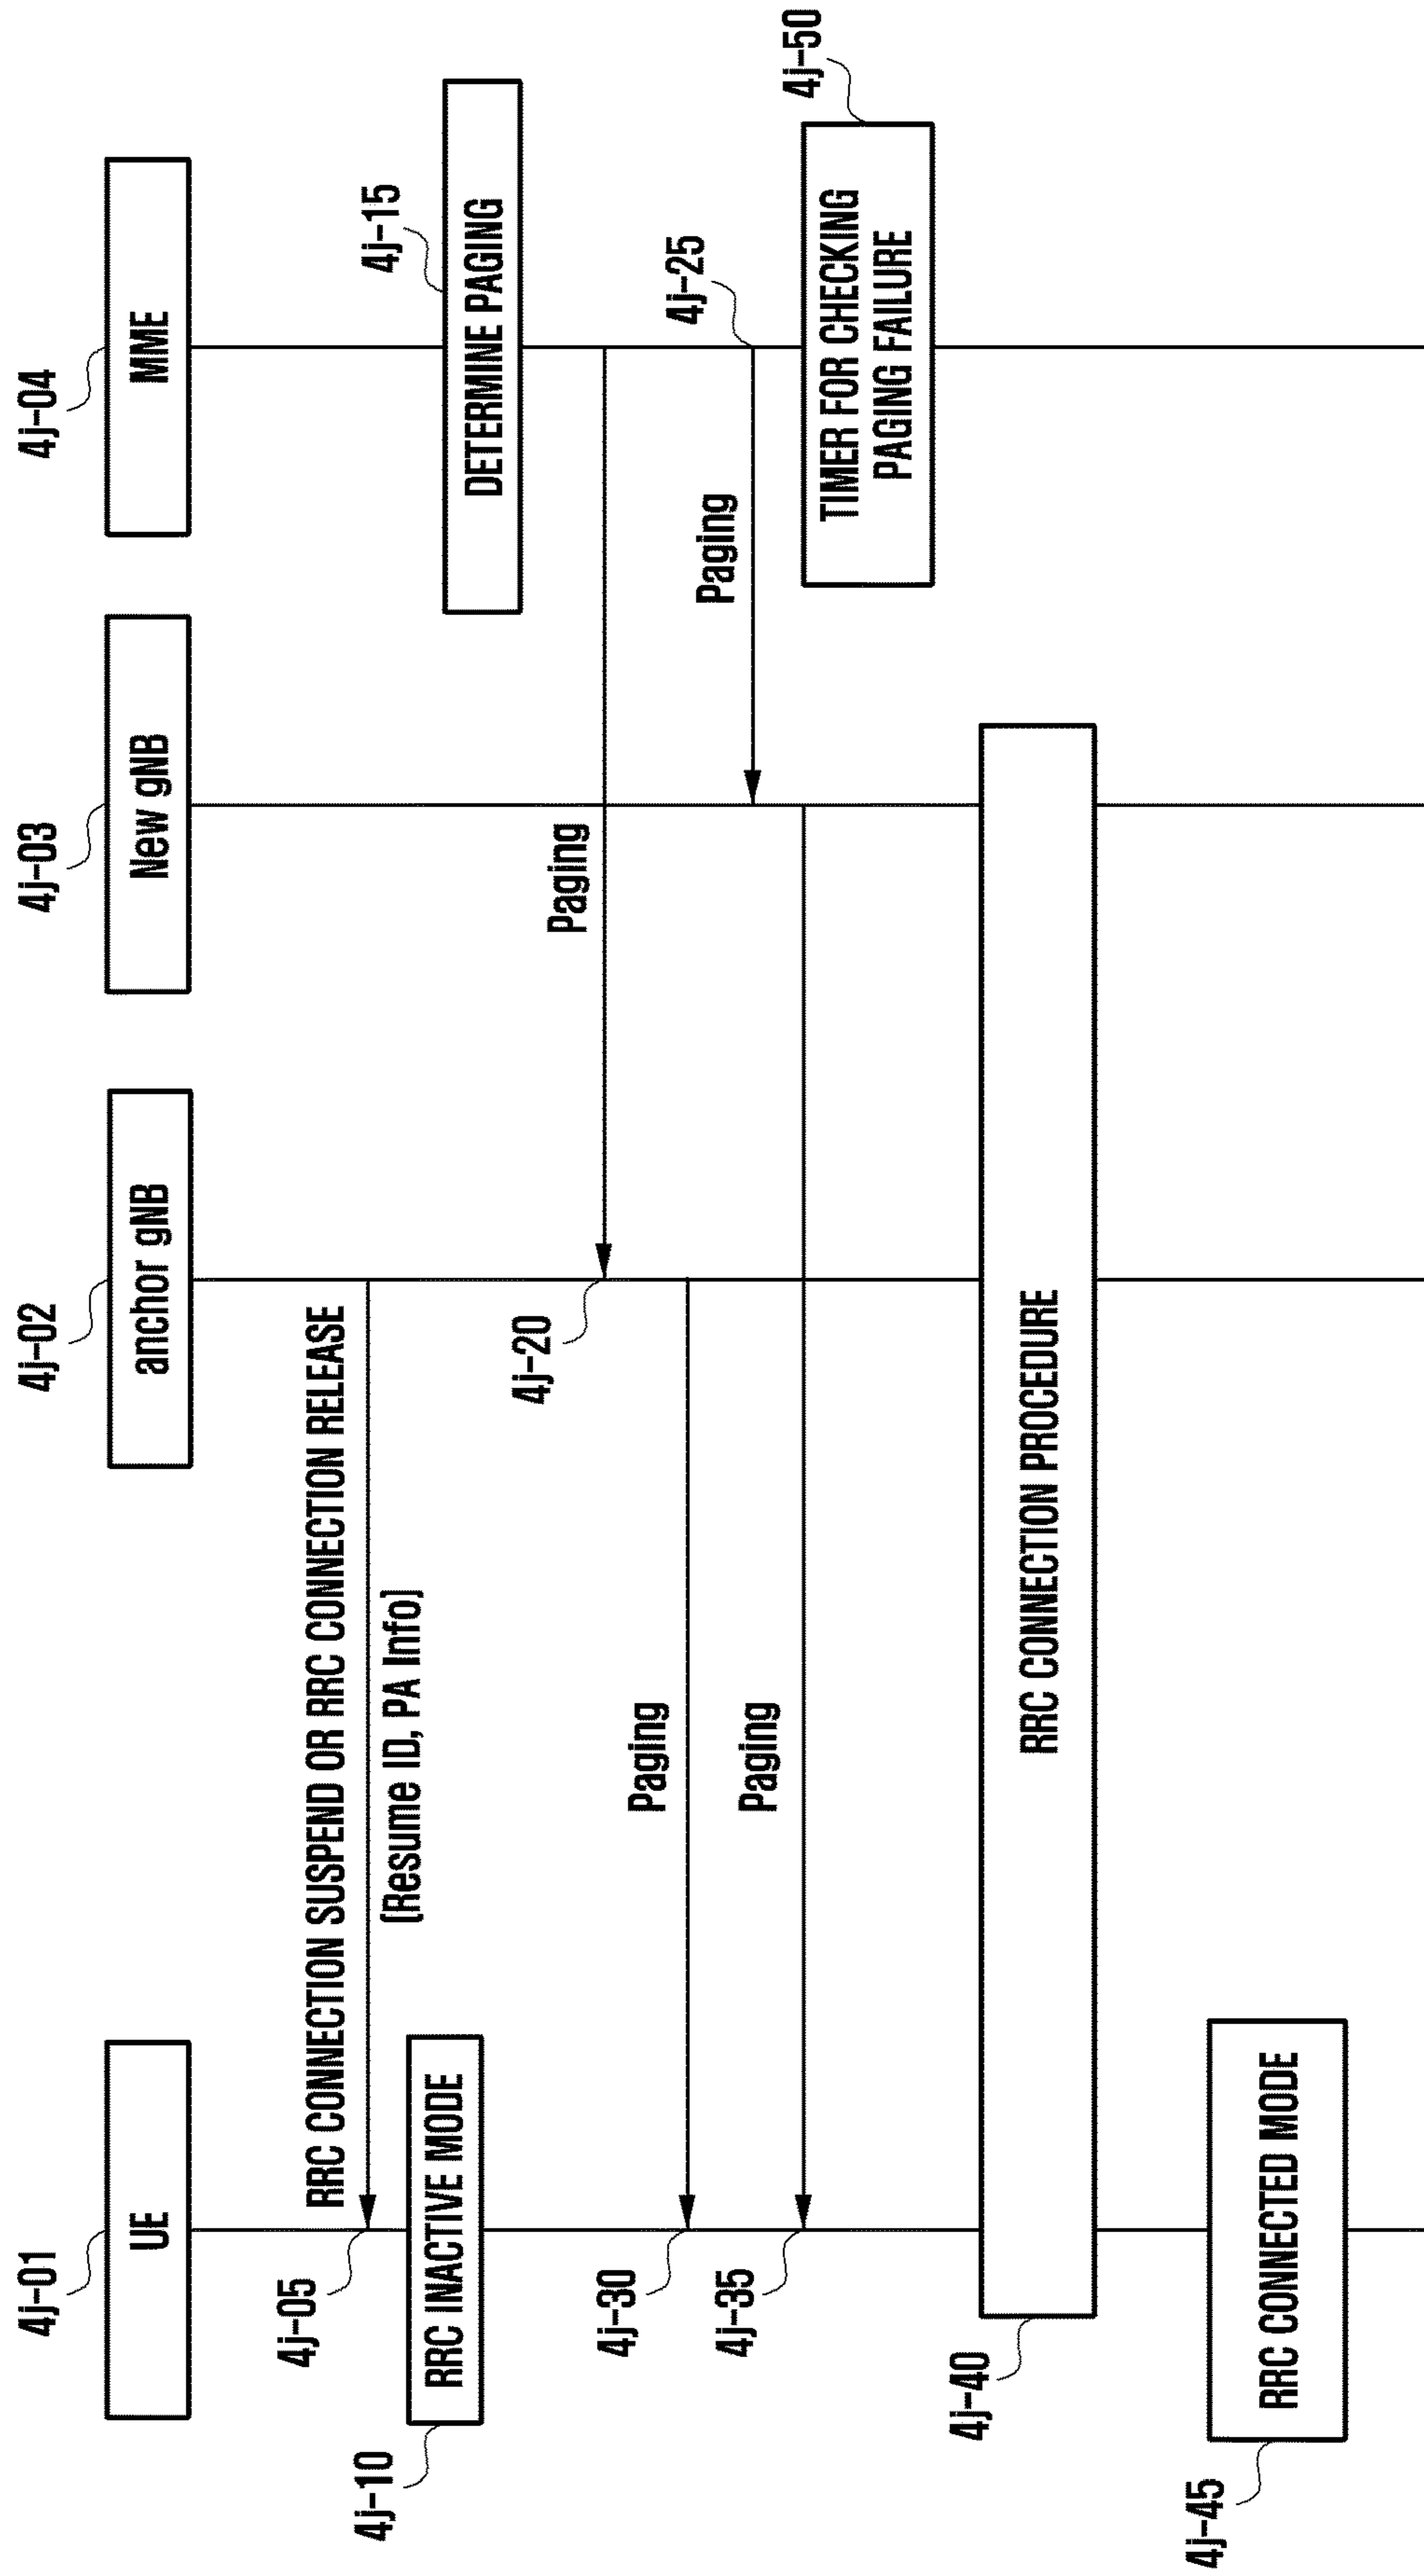 4j-01
4j-02
4j-03
4j-04
UE
anchor gNB
New gNB
MME
4j-05
RRC CONNECTION SUSPEND OR RRC CONNECTION RELEASE
(Resume ID, PA Info)
4j-10
RRC INACTIVE MODE
4j-15
DETERMINE PAGING
4j-20
Paging
4j-30
Paging
4j-25
Paging
4j-35
Paging
4j-50
TIMER FOR CHECKING
PAGING FAILURE
4j-40
RRC CONNECTION PROCEDURE
4j-45
RRC CONNECTED MODE